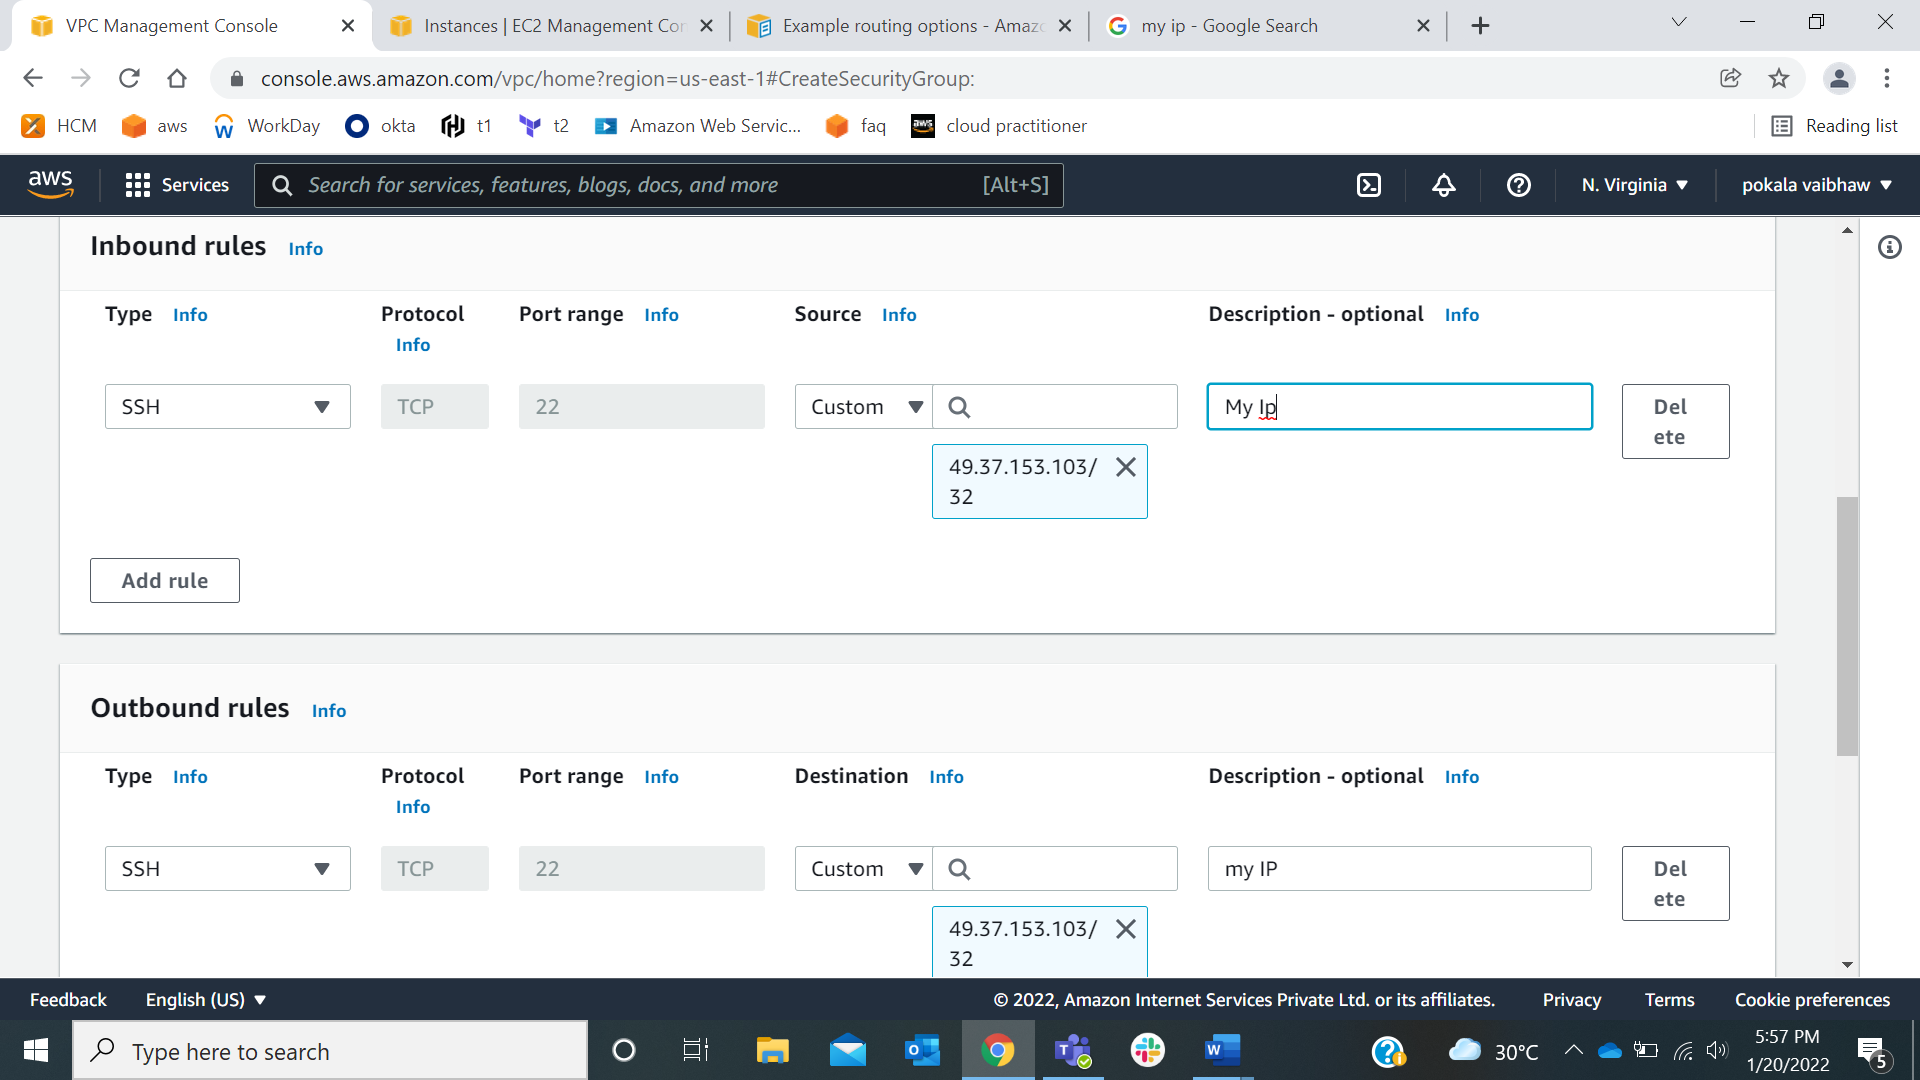 VPC Management Console
Instances | EC2 Management Cor
Example routing options - Amazo
my ip - Google Search
console.aws.amazon.com/vpc/home?region=us-east-1#CreateSecurityGroup:
HCM
aws
WorkDay
okta
t1
t2
Amazon Web Servic...
faq
aws
cloud practitioner
Reading list
aws
Services
Search for services, features, blogs, docs, and more
[Alt+S]
N. Virginia
pokala vaibhaw
Inbound rules Info
Type Info
Protocol
Info
Port range Info
Source Info
Description - optional Info
SSH
TCP
22
Custom
My Ip
Del
ete
49.37.153.103/
32
Add rule
Outbound rules Info
Type Info
Protocol
Info
Port range Info
Destination Info
Description - optional Info
SSH
TCP
22
Custom
my IP
Del
ete
49.37.153.103/
32
Feedback
English (US)
© 2022, Amazon Internet Services Private Ltd. or its affiliates.
Privacy
Terms
Cookie preferences
Type here to search
30°C
5:57 PM
1/20/2022
5